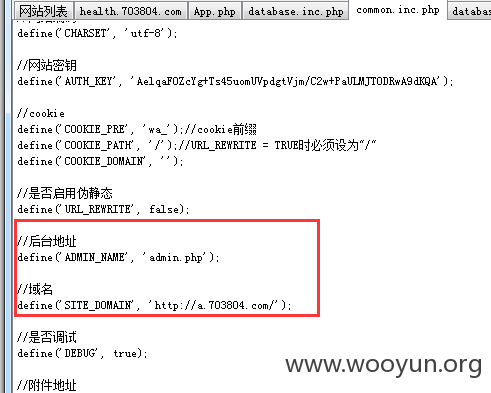 网站列表 health.703804.com App.php database.inc.php common.inc.php databas
define('CHARSET', 'utf-8');
//网站密钥
define('AUTH_KEY', 'AelqaFOZcYg+Ts45uomUVpdgtVjm/C2w+PaULMJTODRwA9dKQA');
//cookie
define('COOKIE_PRE', 'wa_');//cookie前缀
define('COOKIE_PATH', '/');//URL_REWRITE = TRUE时必须设为"/"
define('COOKIE_DOMAIN', '');
//是否启用伪静态
define('URL_REWRITE', false);
//后台地址
define('ADMIN_NAME', 'admin.php');
//域名
define('SITE_DOMAIN', 'http://a.703804.com/');
//是否调试
define('DEBUG', true);
www.wooyun.org
//附件地址